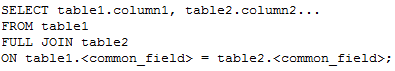 SELECT table1.column1, table2.column2...
FROM table1
FULL JOIN table2
ON table1.<common_field> = table2.<common_field>;